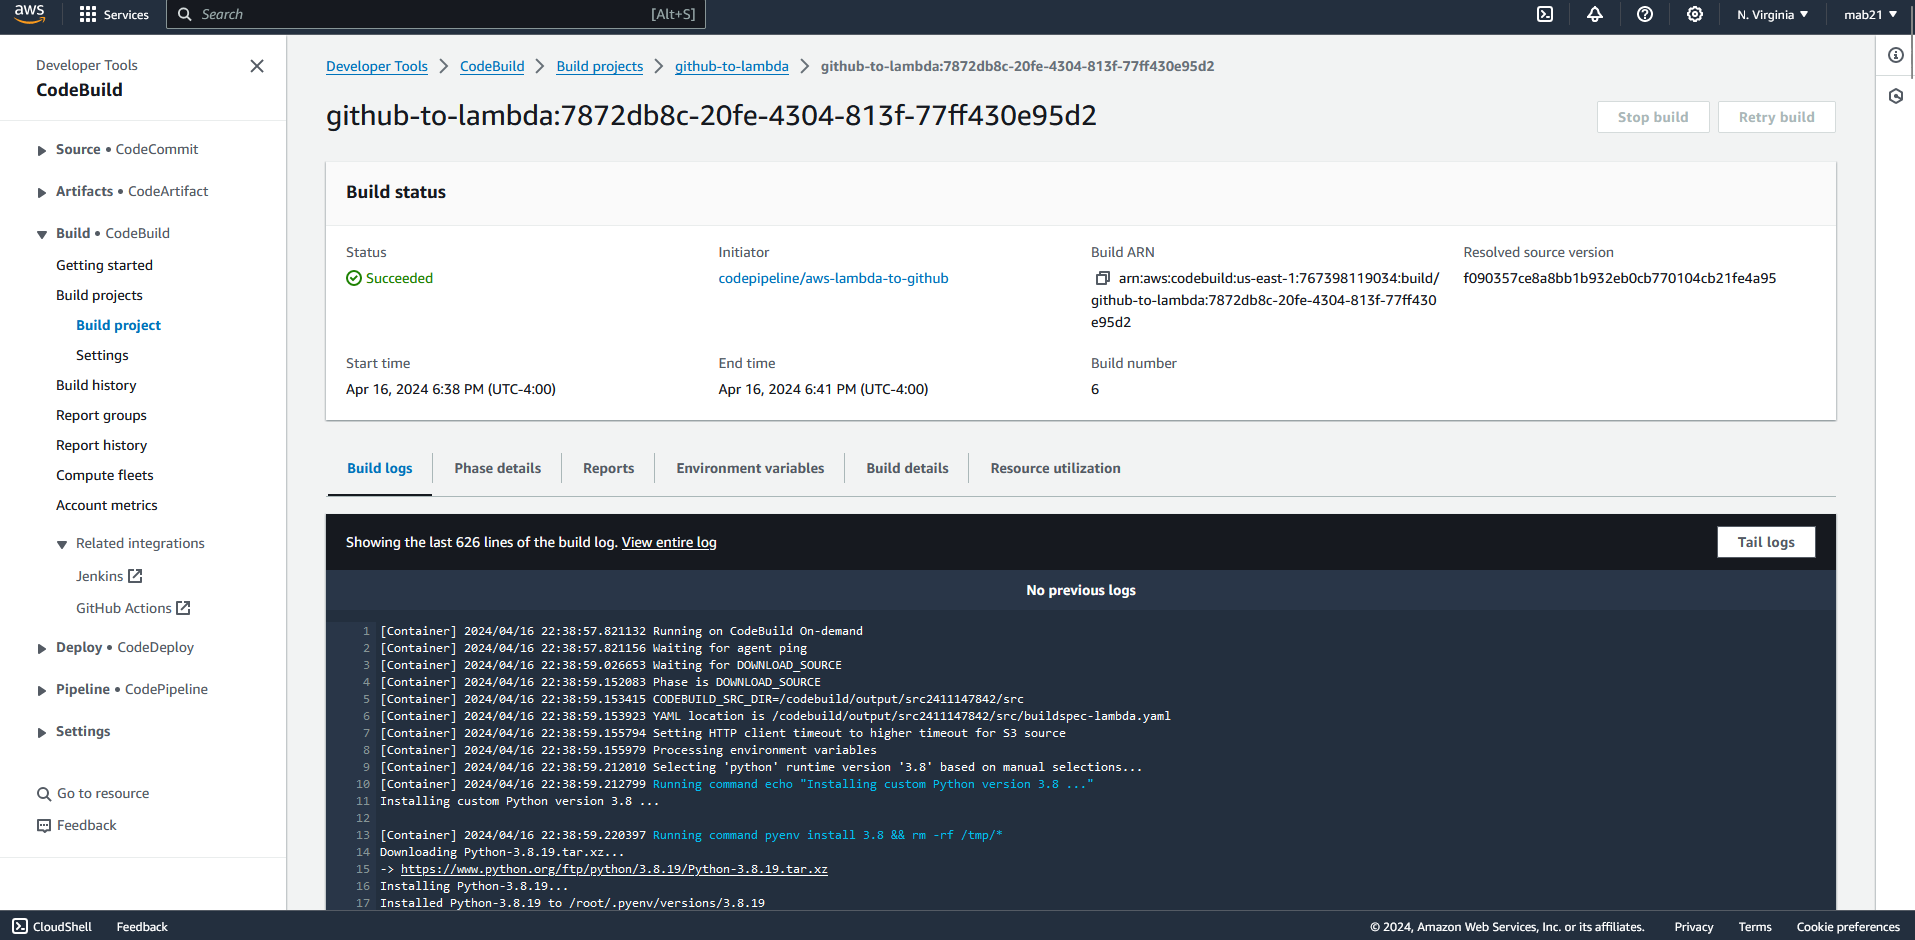 aws
Services
Search
[Alt+S]
N. Virginia
mab21
Developer Tools
CodeBuild
Source • CodeCommit
Artifacts • CodeArtifact
Build • CodeBuild
Getting started
Build projects
Build project
Settings
Build history
Report groups
Report history
Compute fleets
Account metrics
Related integrations
Jenkins
GitHub Actions
Deploy • CodeDeploy
Pipeline • CodePipeline
Settings
Go to resource
Feedback
Developer Tools > CodeBuild > Build projects > github-to-lambda > github-to-lambda:7872db8c-20fe-4304-813f-77ff430e95d2
github-to-lambda:7872db8c-20fe-4304-813f-77ff430e95d2
Stop build
Retry build
Build status
Status
Succeeded
Initiator
codepipeline/aws-lambda-to-github
Build ARN
arn:aws:codebuild:us-east-1:767398119034:build/
github-to-lambda:7872db8c-20fe-4304-813f-77ff430
e95d2
Resolved source version
f090357ce8a8bb1b932eb0cb770104cb21fe4a95
Start time
Apr 16, 2024 6:38 PM (UTC-4:00)
End time
Apr 16, 2024 6:41 PM (UTC-4:00)
Build number
6
Build logs
Phase details
Reports
Environment variables
Build details
Resource utilization
Showing the last 626 lines of the build log. View entire log
Tail logs
No previous logs
1 [Container] 2024/04/16 22:38:57.821132 Running on CodeBuild On-demand
2 [Container] 2024/04/16 22:38:57.821156 Waiting for agent ping
3 [Container] 2024/04/16 22:38:59.026653 Waiting for DOWNLOAD_SOURCE
4 [Container] 2024/04/16 22:38:59.152083 Phase is DOWNLOAD_SOURCE
5 [Container] 2024/04/16 22:38:59.153415 CODEBUILD_SRC_DIR=/codebuild/output/src2411147842/src
6 [Container] 2024/04/16 22:38:59.153923 YAML location is /codebuild/output/src2411147842/src/buildspec-lambda.yaml
7 [Container] 2024/04/16 22:38:59.155794 Setting HTTP client timeout to higher timeout for S3 source
8 [Container] 2024/04/16 22:38:59.155979 Processing environment variables
9 [Container] 2024/04/16 22:38:59.212010 Selecting 'python' runtime version '3.8' based on manual selections...
10 [Container] 2024/04/16 22:38:59.212799 Running command echo "Installing custom Python version 3.8 ..."
11 Installing custom Python version 3.8 ...
12
13 [Container] 2024/04/16 22:38:59.220397 Running command pyenv install 3.8 && rm -rf /tmp/*
14 Downloading Python-3.8.19.tar.xz...
15 -> https://www.python.org/ftp/python/3.8.19/Python-3.8.19.tar.xz
16 Installing Python-3.8.19...
17 Installed Python-3.8.19 to /root/.pyenv/versions/3.8.19
CloudShell
Feedback
© 2024, Amazon Web Services, Inc. or its affiliates.
Privacy
Terms
Cookie preferences